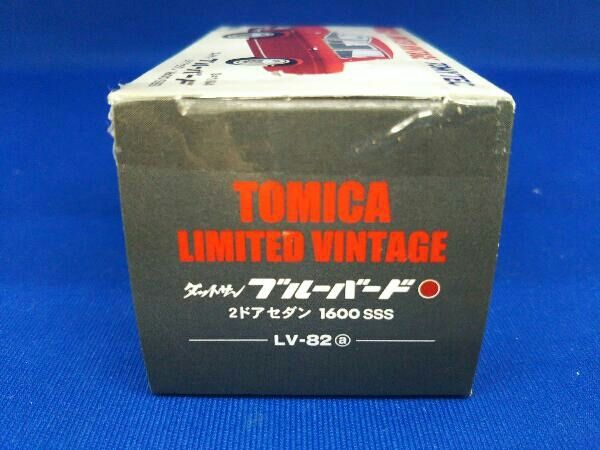 TOMICA
LIMITED VINTAGE
ダットサン ブルーバード
2ドアセダン 1600 SSS
LV-82 ⓐ